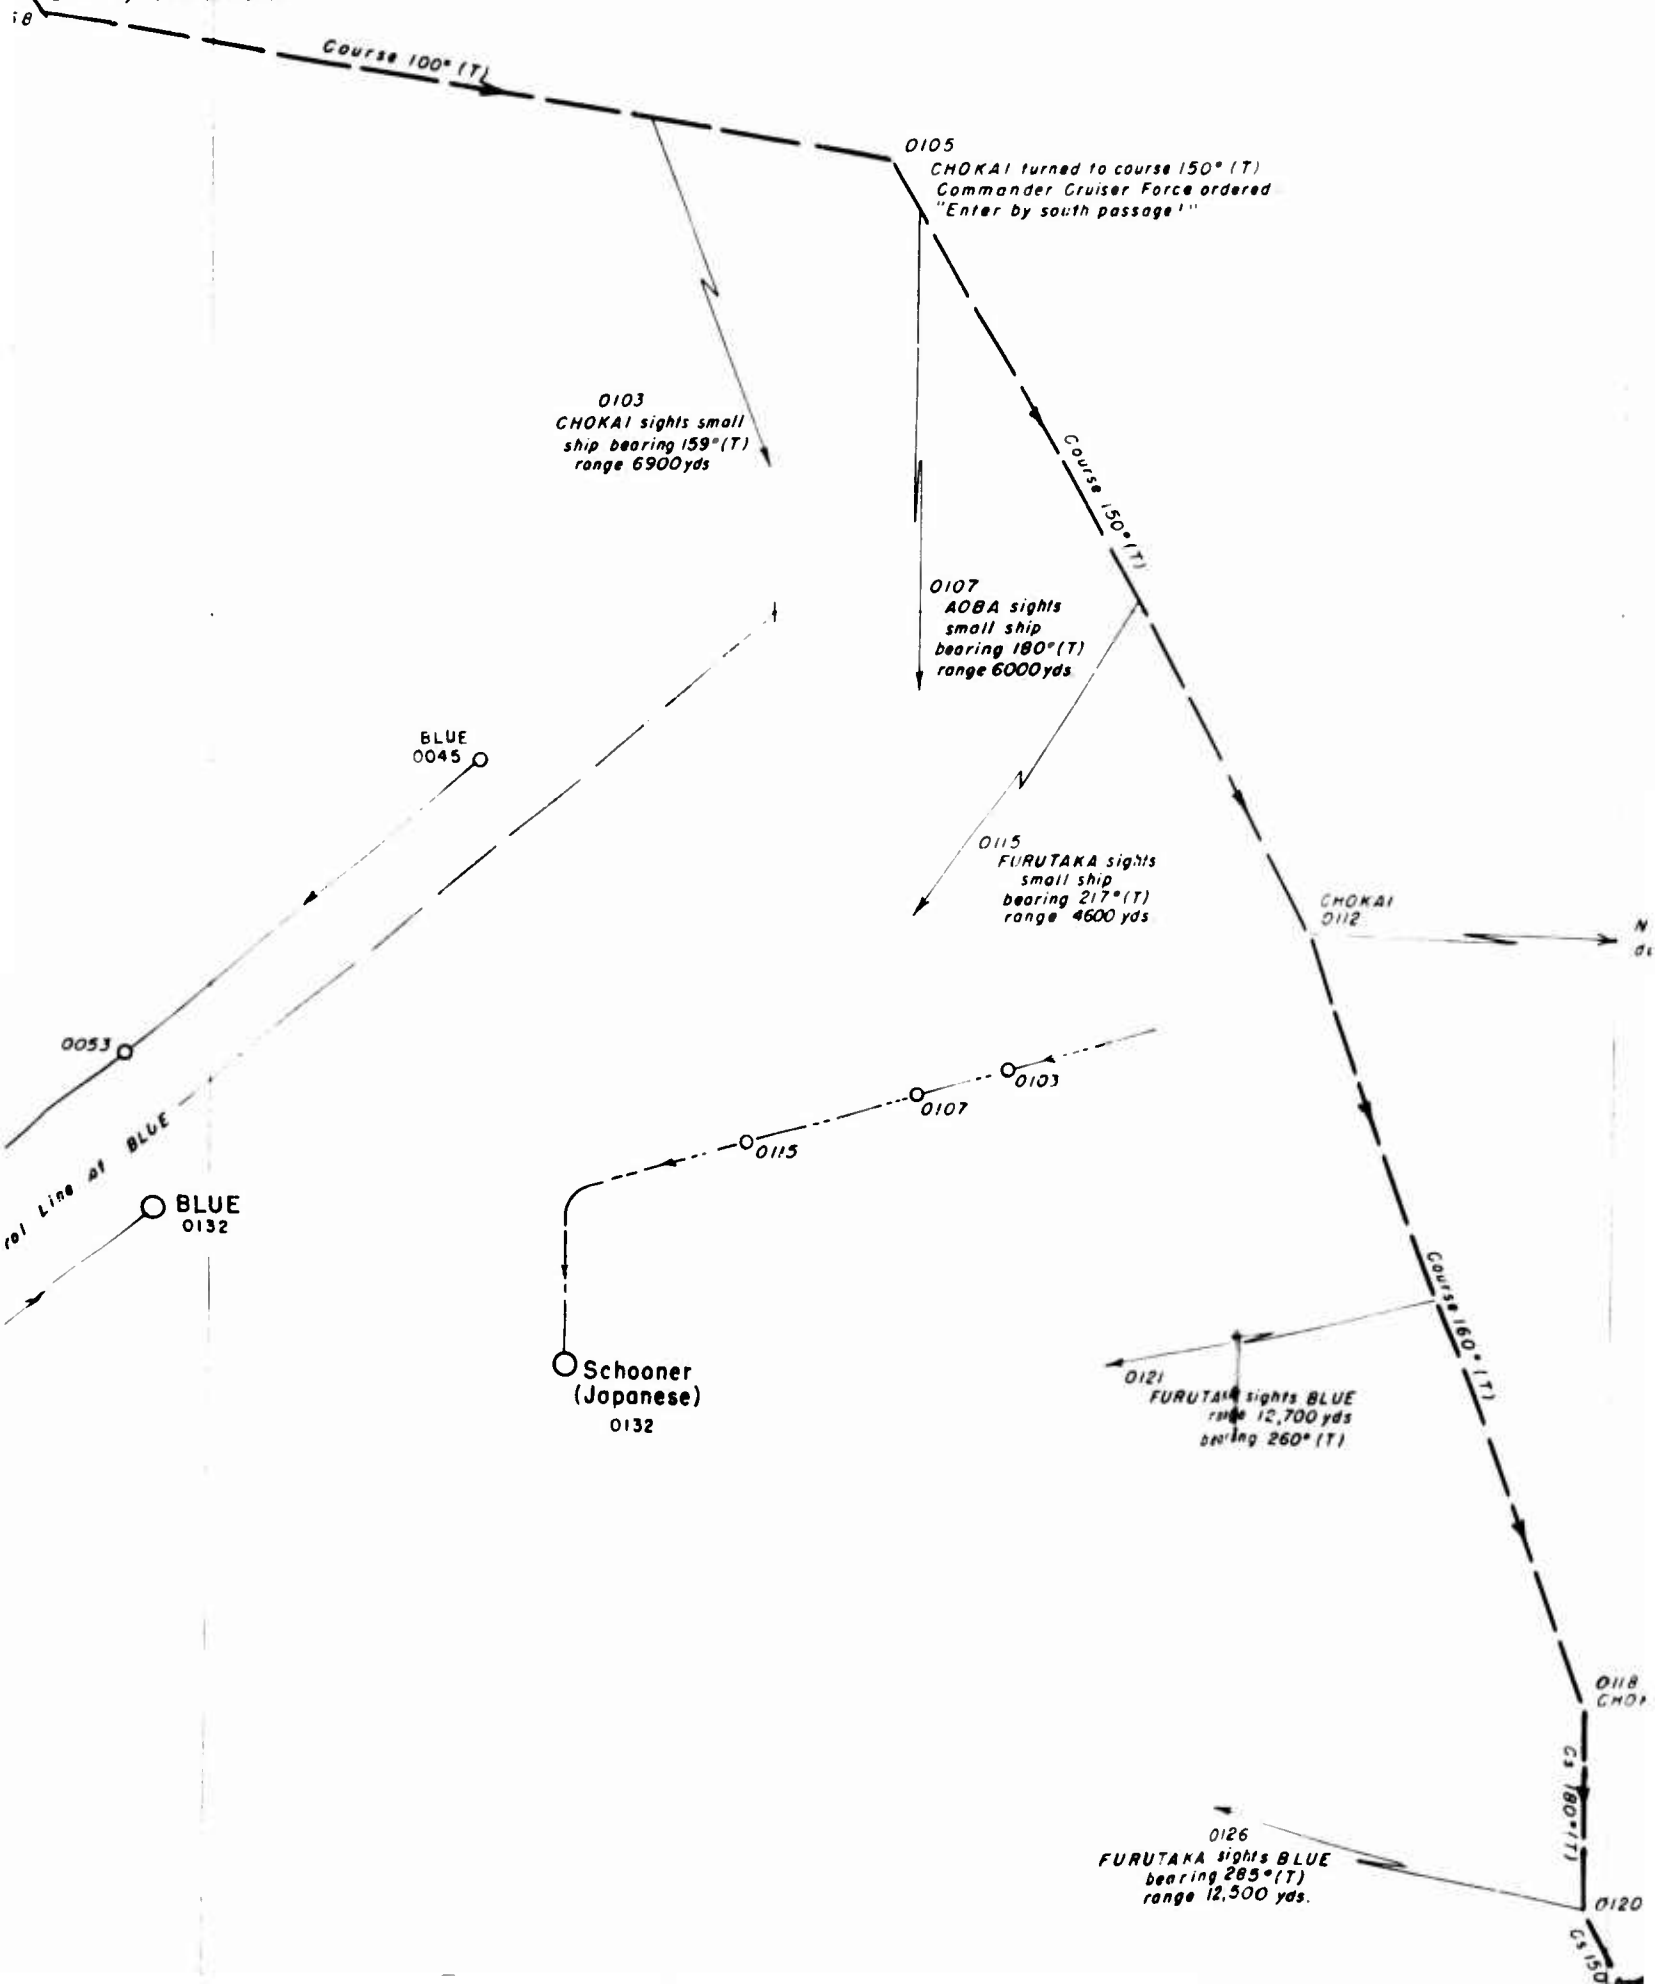 Course 100° (T)
0105
CHOKAI turned to course 150° (T)
Commander Cruiser Force ordered
"Enter by south passage!"
0103
CHOKAI sights small
ship bearing 159° (T)
range 6900 yds
Course 150° (T)
0107
AOBA sights
small ship
bearing 180° (T)
range 6000 yds
BLUE
0045
0115
FURUTAKA sights
small ship
bearing 217° (T)
range 4600 yds
CHOKAI
0112
N
0053
0103
0107
0115
Line at BLUE
BLUE
0132
Course 160° (T)
Schooner
(Japanese)
0132
0121
FURUTAKA sights BLUE
range 12,700 yds
bearing 260° (T)
0118
Cs 180° (T)
0126
FURUTAKA sights BLUE
bearing 285° (T)
range 12,500 yds.
0120
Cs 150